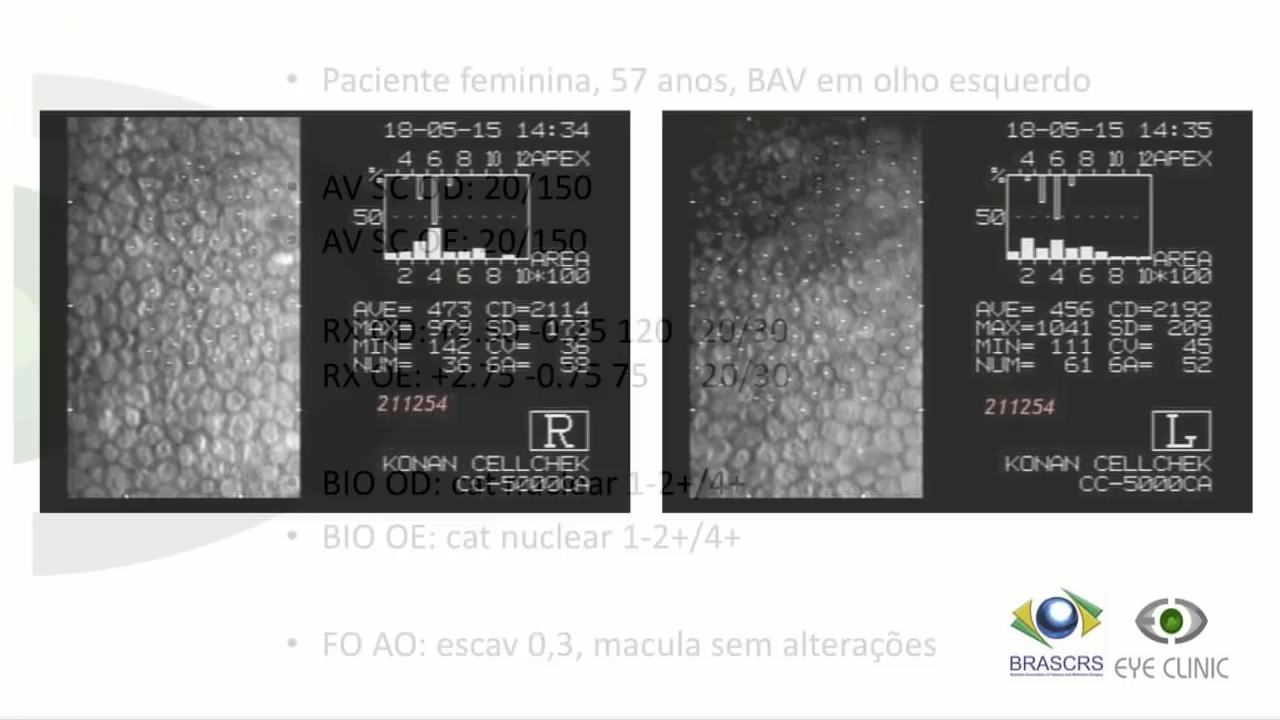 • Paciente feminina, 57 anos, BAV em olho esquerdo
AV SC OD: 20/150
AV SC OE: 20/150
RX OE: +2.75 -0.75 75 20/30
BIO OD: cat nuclear 1-2+/4+
• BIO OE: cat nuclear 1-2+/4+
• FO AO: escav 0,3, macula sem alterações
18-05-15 14:34
4 6 8 10 12APEX
%
50
AREA
2 4 6 8 10*100
AVE= 473 CD=2114
MAX= 979 SD= 173
MIN= 142 CV= 36
NUM= 36 6A= 58
211254
R
KONAN CELLCHEK
CC-5000CA
18-05-15 14:35
4 6 8 10 12APEX
%
50
AREA
2 4 6 8 10*100
AVE= 456 CD=2192
MAX=1041 SD= 209
MIN= 111 CV= 45
NUM= 61 6A= 52
211254
L
KONAN CELLCHEK
CC-5000CA
BRASCRS
EYE CLINIC